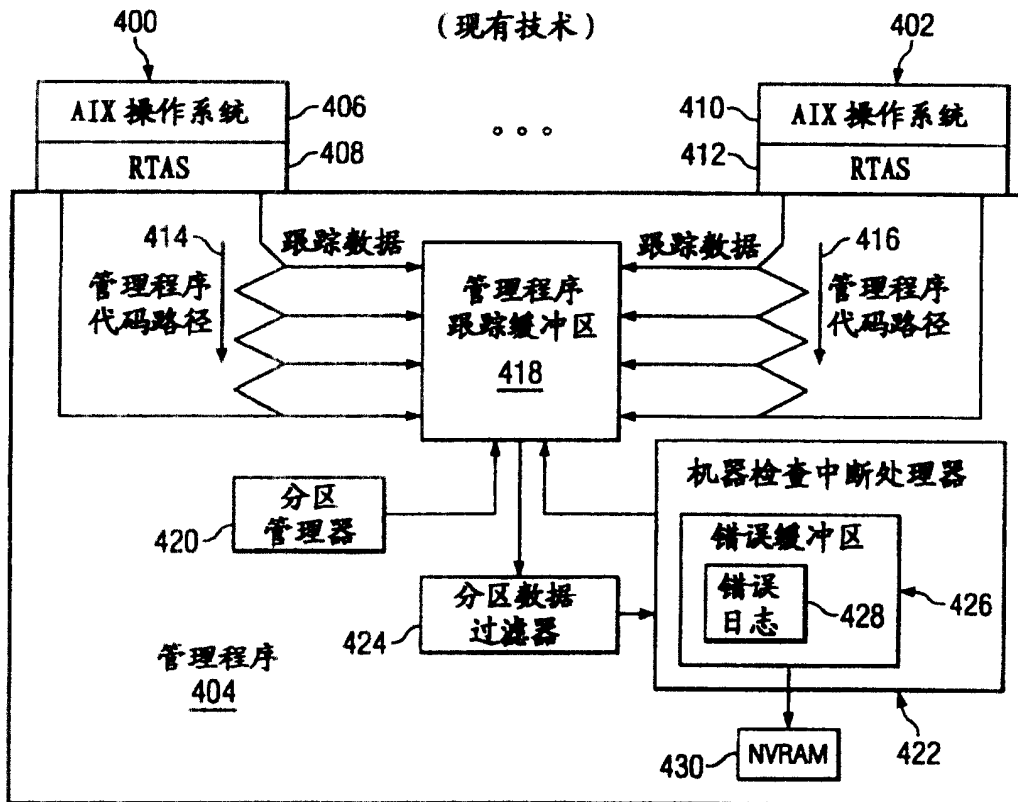 (现有技术)
400
402
AIX 操作系统
406
RTAS
408
410
AIX 操作系统
412
RTAS
414
管理程序
代码路径
跟踪数据
管理程序
跟踪缓冲区
418
跟踪数据
416
管理程序
代码路径
分区
管理器
420
机器检查中断处理器
错误缓冲区
错误
日志
428
426
分区数据
过滤器
424
管理程序
404
422
NVRAM
430